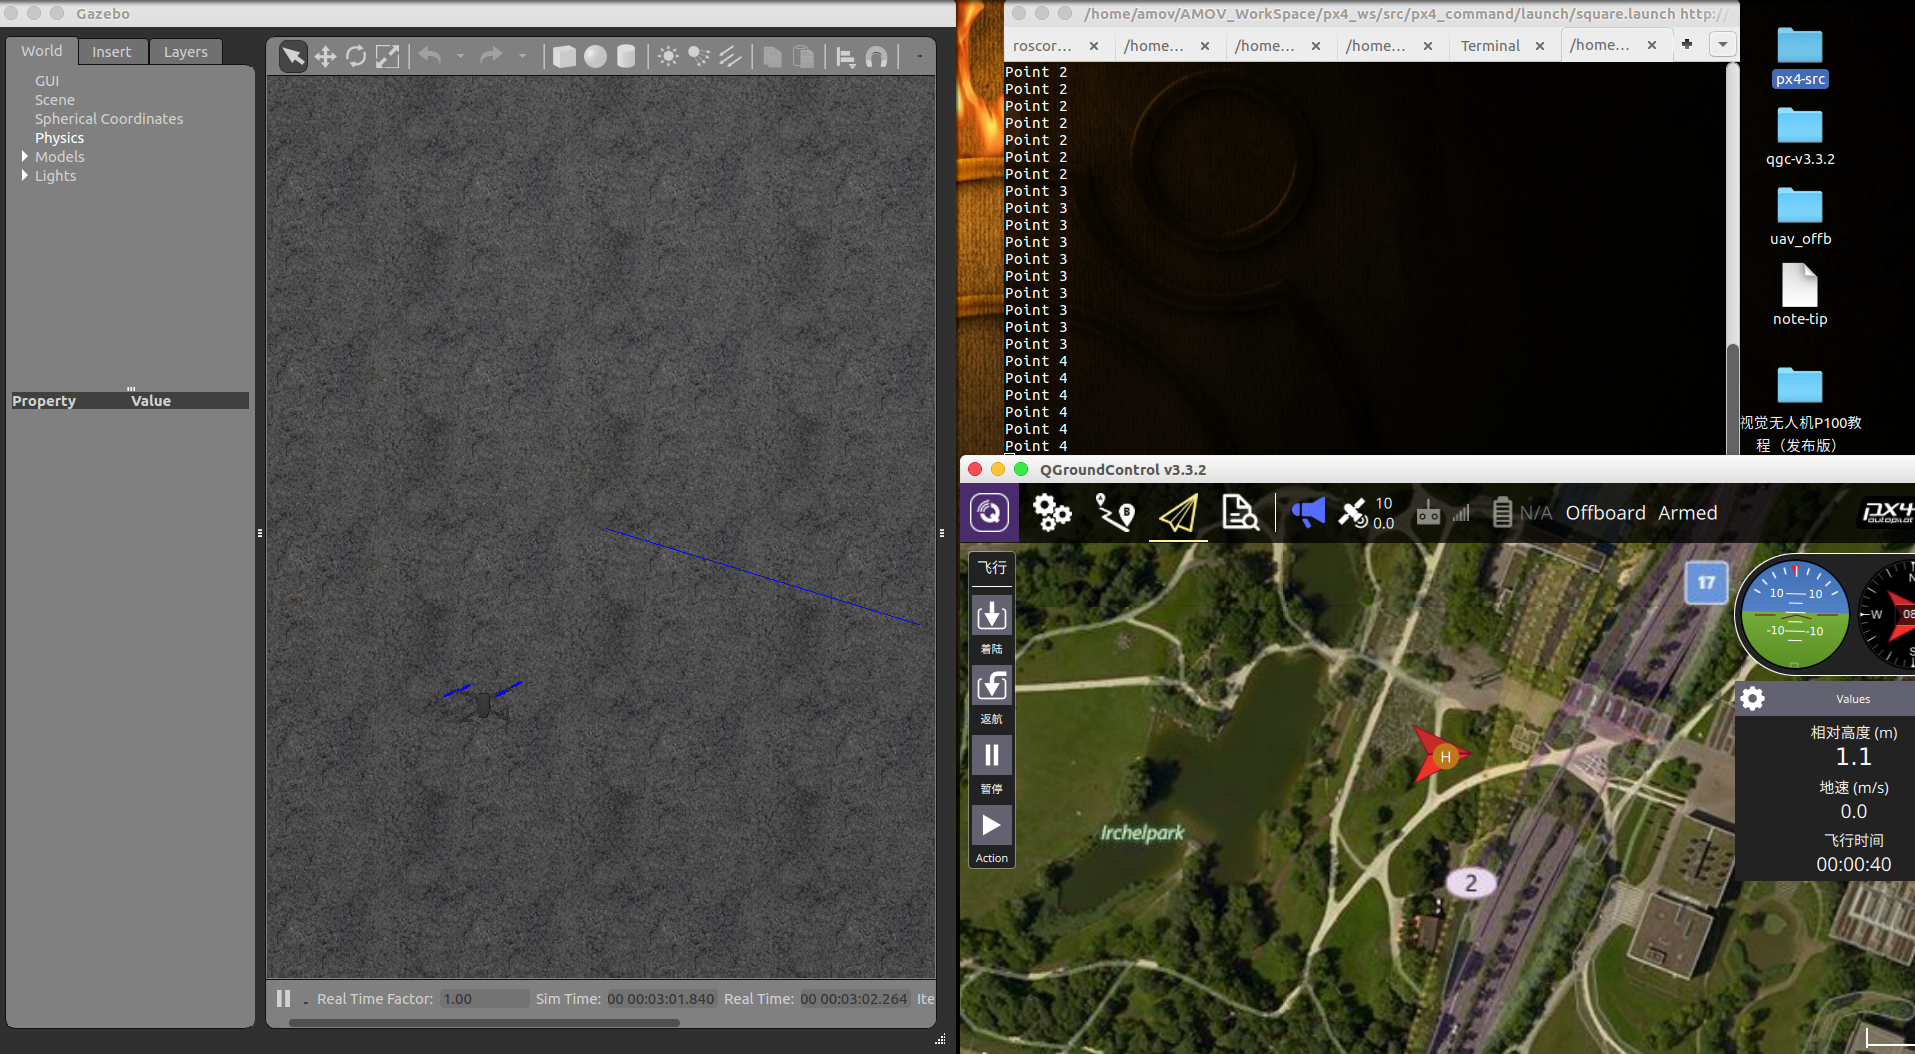 Gazebo
World
Insert
Layers
GUI
Scene
Spherical Coordinates
Physics
Models
Lights
Property Value
Real Time Factor: 1.00 Sim Time: 00 00:03:01.840 Real Time: 00 00:03:02.264 Ite
/home/amov/AMOV_WorkSpace/px4_ws/src/px4_command/launch/square.launch http://
roscor... × /home... × /home... × /home... × Terminal × /home... ×
Point 2
Point 2
Point 2
Point 2
Point 2
Point 2
Point 2
Point 3
Point 3
Point 3
Point 3
Point 3
Point 3
Point 3
Point 3
Point 3
Point 3
Point 4
Point 4
Point 4
Point 4
Point 4
Point 4
px4-src
qgc-v3.3.2
uav_offb
note-tip
视觉无人机P100教
程（发布版）
QGroundControl v3.3.2
10
0.0
N/A Offboard Armed
px4
autopilot
飞行
着陆
返航
暂停
Action
17
10 10
-10 -10
N
W
08
S
Values
相对高度 (m)
1.1
地速 (m/s)
0.0
飞行时间
00:00:40
H
B
Irchelpark
2